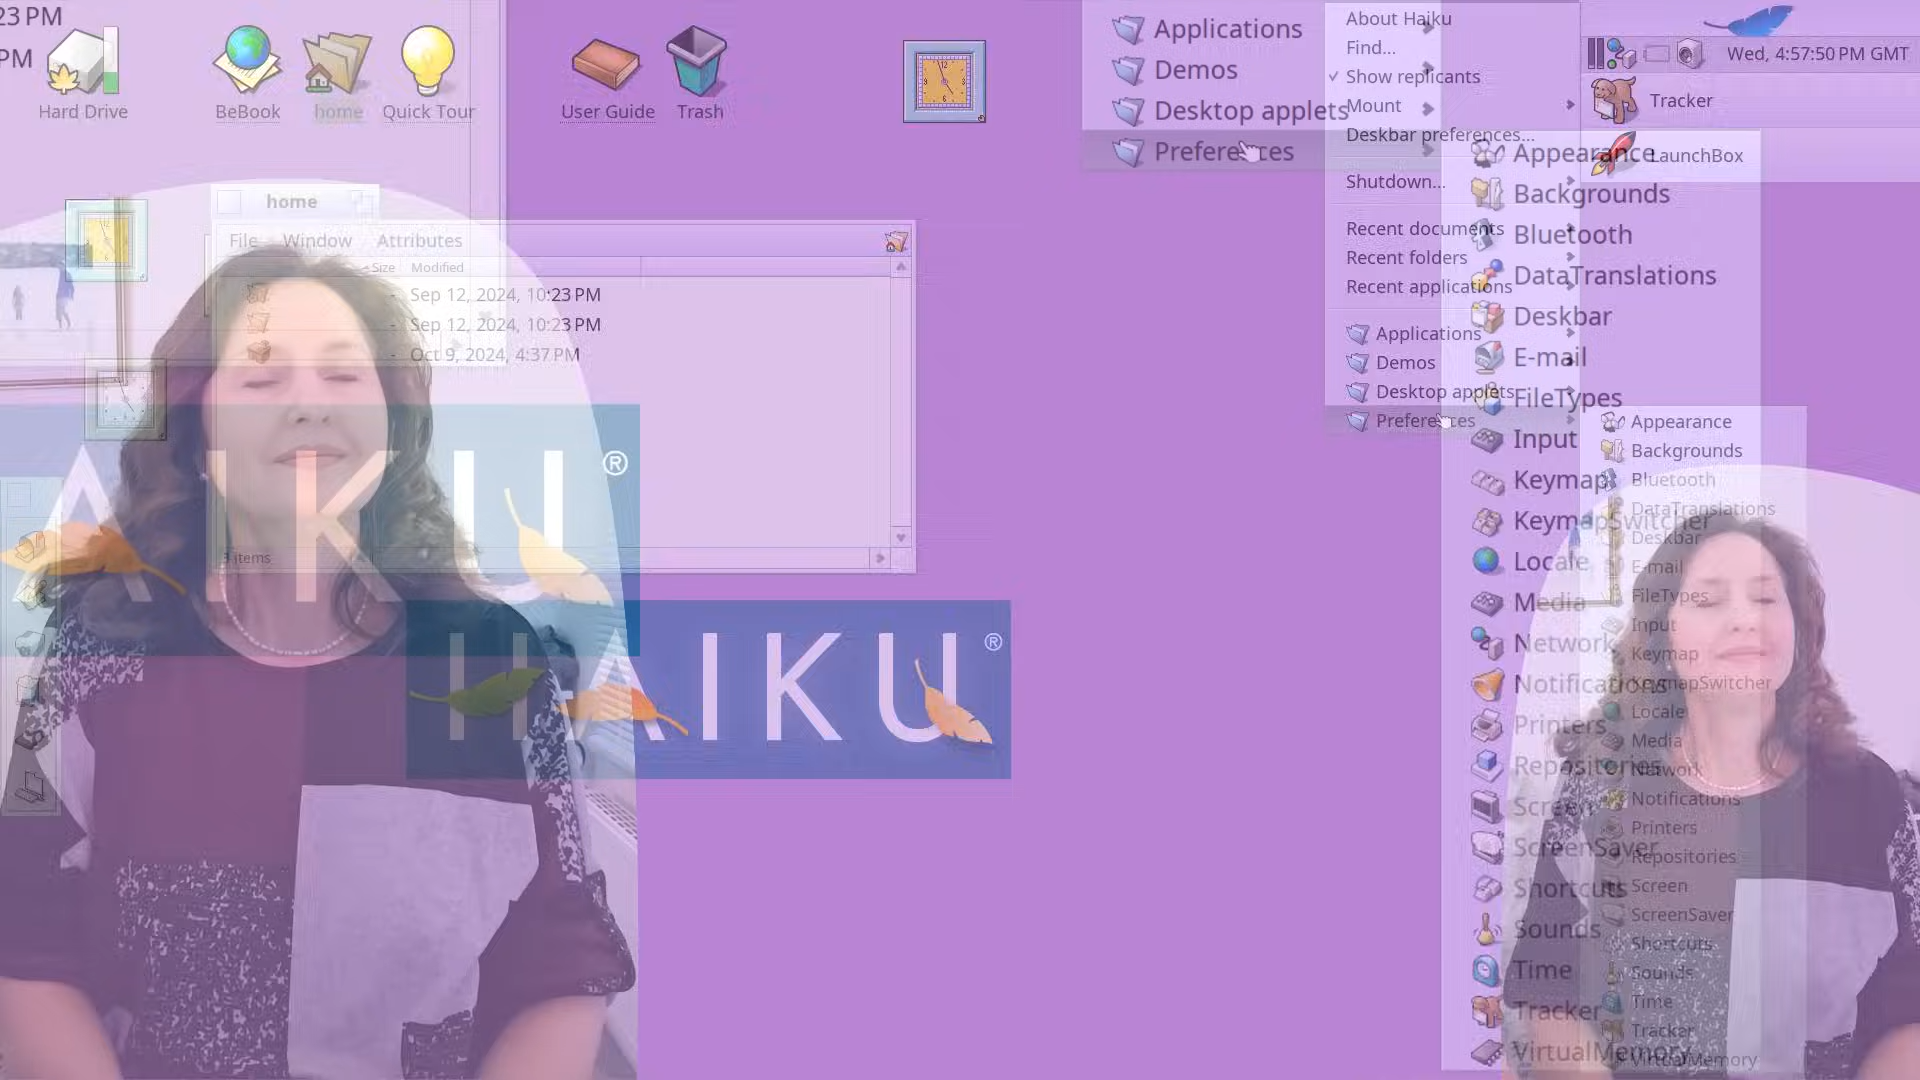 23 PM
PM
Hard Drive
BeBook
home
Quick Tour
User Guide
Trash
home
File Window Attributes
Size Modified
- Sep 12, 2024, 10:23 PM
- Sep 12, 2024, 10:23 PM
- Oct 9, 2024, 4:37 PM
3 items
AIKU®
HAIKU®
Applications
Demos
Desktop applets
Preferences
About Haiku
Find...
✓ Show replicants
Mount
Deskbar preferences...
Shutdown...
Recent documents
Recent folders
Recent applications
Applications
Demos
Desktop applets
Preferences
Wed, 4:57:50 PM GMT
Tracker
LaunchBox
Appearance
Backgrounds
Bluetooth
DataTranslations
Deskbar
E-mail
FileTypes
Input
Keymap
KeymapSwitcher
Locale
Media
Network
Notifications
Printers
Repositories
Screen
ScreenSaver
Shortcuts
Sounds
Time
Tracker
VirtualMemory
Appearance
Backgrounds
Bluetooth
DataTranslations
Deskbar
E-mail
FileTypes
Input
Keymap
KeymapSwitcher
Locale
Media
Network
Notifications
Printers
Repositories
Screen
ScreenSaver
Shortcuts
Sounds
Time
Tracker
VirtualMemory